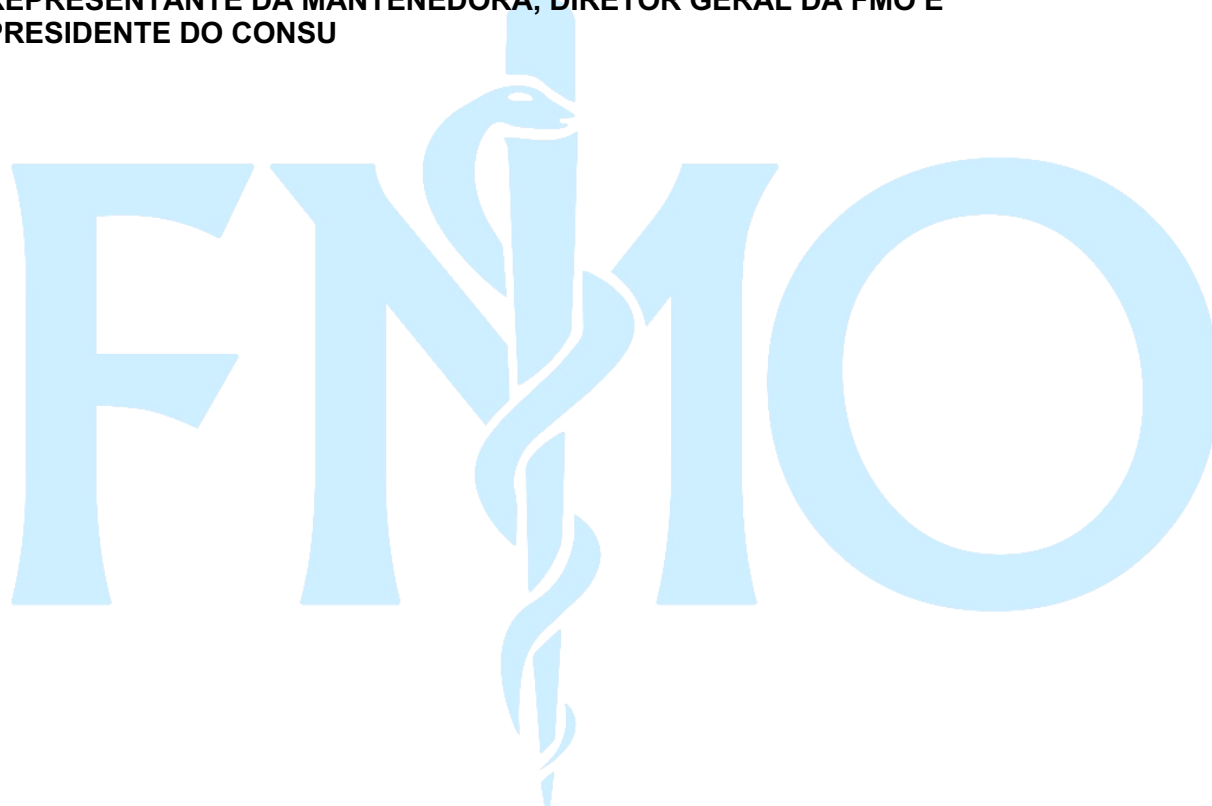 REPRESENTANTE DA MANTENEDORA, DIRETOR GERAL DA FMO E
PRESIDENTE DO CONSU
FMO